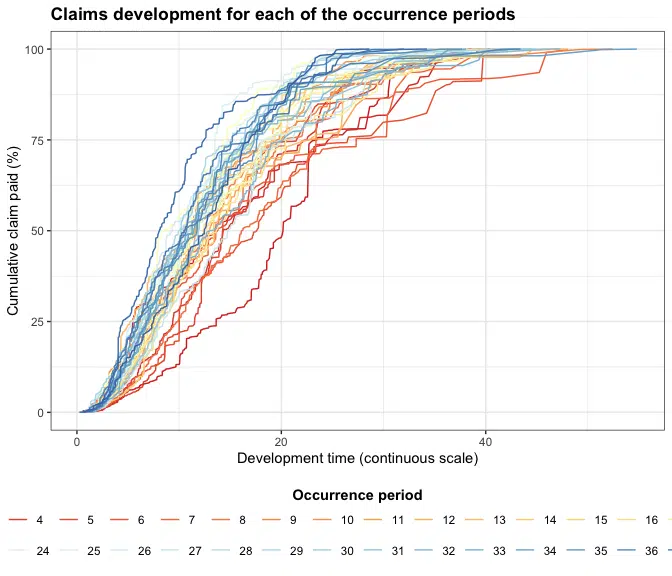 Claims development for each of the occurrence periods
100
75
50
25
0
Cumulative claim paid (%)
0 20 40
Development time (continuous scale)
Occurrence period
4 5 6 7 8 9 10 11 12 13 14 15 16
24 25 26 27 28 29 30 31 32 33 34 35 36